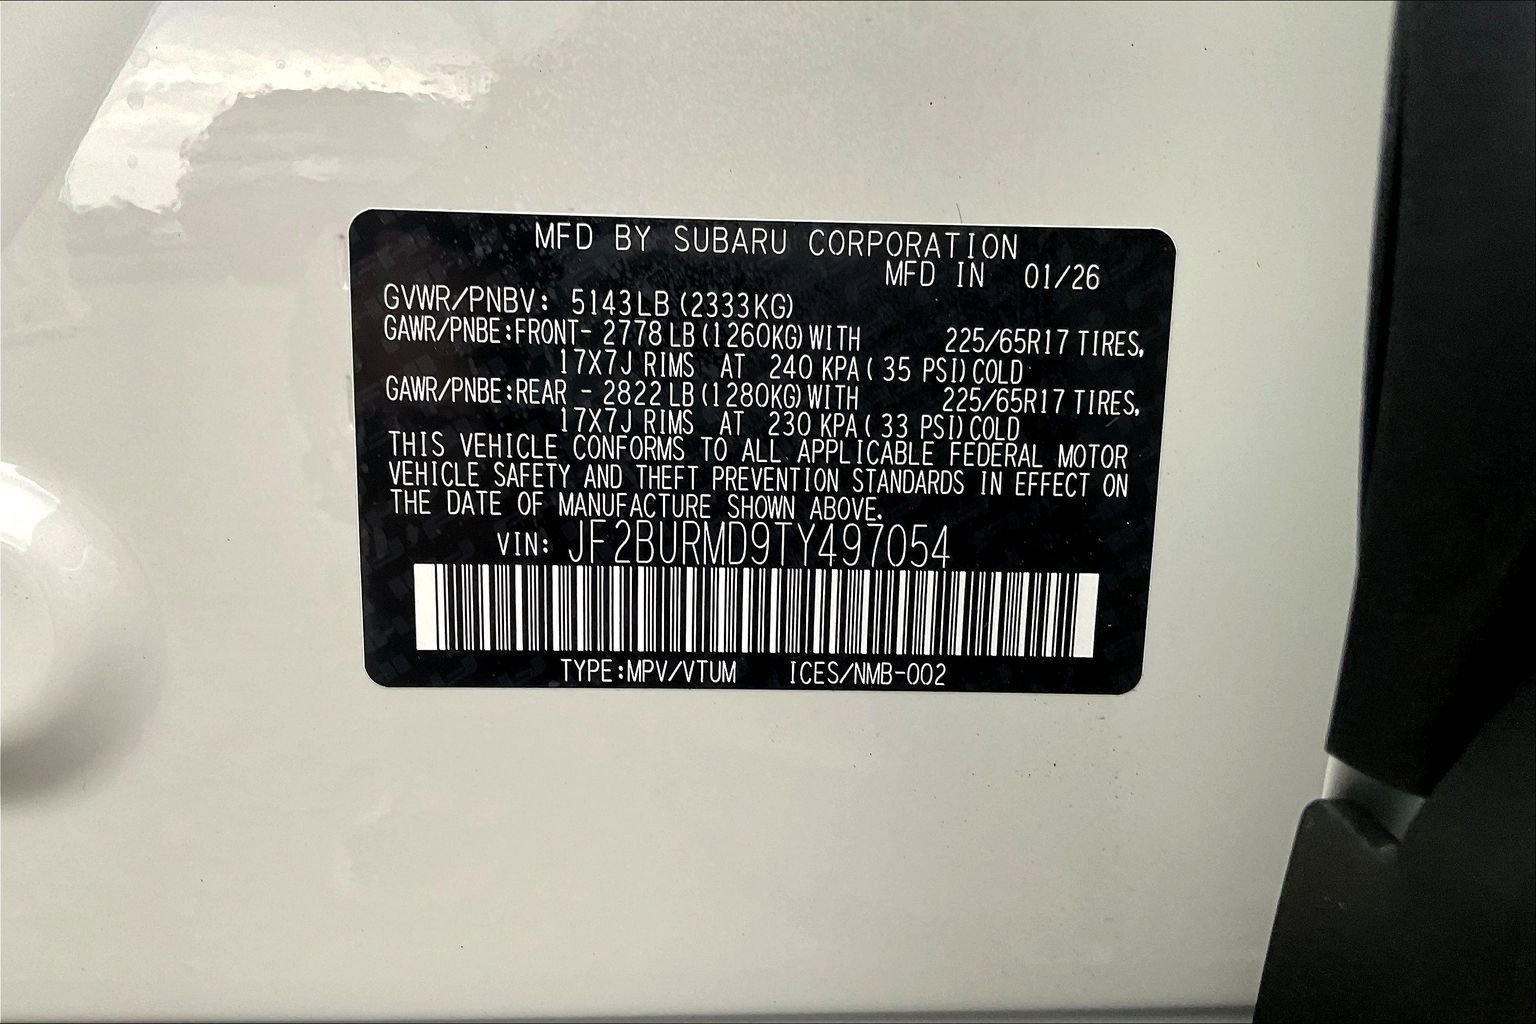 MFD BY SUBARU CORPORATION
MFD IN 01/26
GVWR/PNBV: 5143LB (2333KG)
GAWR/PNBE:FRONT- 2778 LB (1260KG) WITH 225/65R17 TIRES,
17X7J RIMS AT 240 KPA ( 35 PSI) COLD
GAWR/PNBE:REAR - 2822 LB (1280KG) WITH 225/65R17 TIRES,
17X7J RIMS AT 230 KPA ( 33 PSI) COLD
THIS VEHICLE CONFORMS TO ALL APPLICABLE FEDERAL MOTOR
VEHICLE SAFETY AND THEFT PREVENTION STANDARDS IN EFFECT ON
THE DATE OF MANUFACTURE SHOWN ABOVE.
VIN: JF2BURMD9TY497054
TYPE:MPV/VTUM ICES/NMB-002